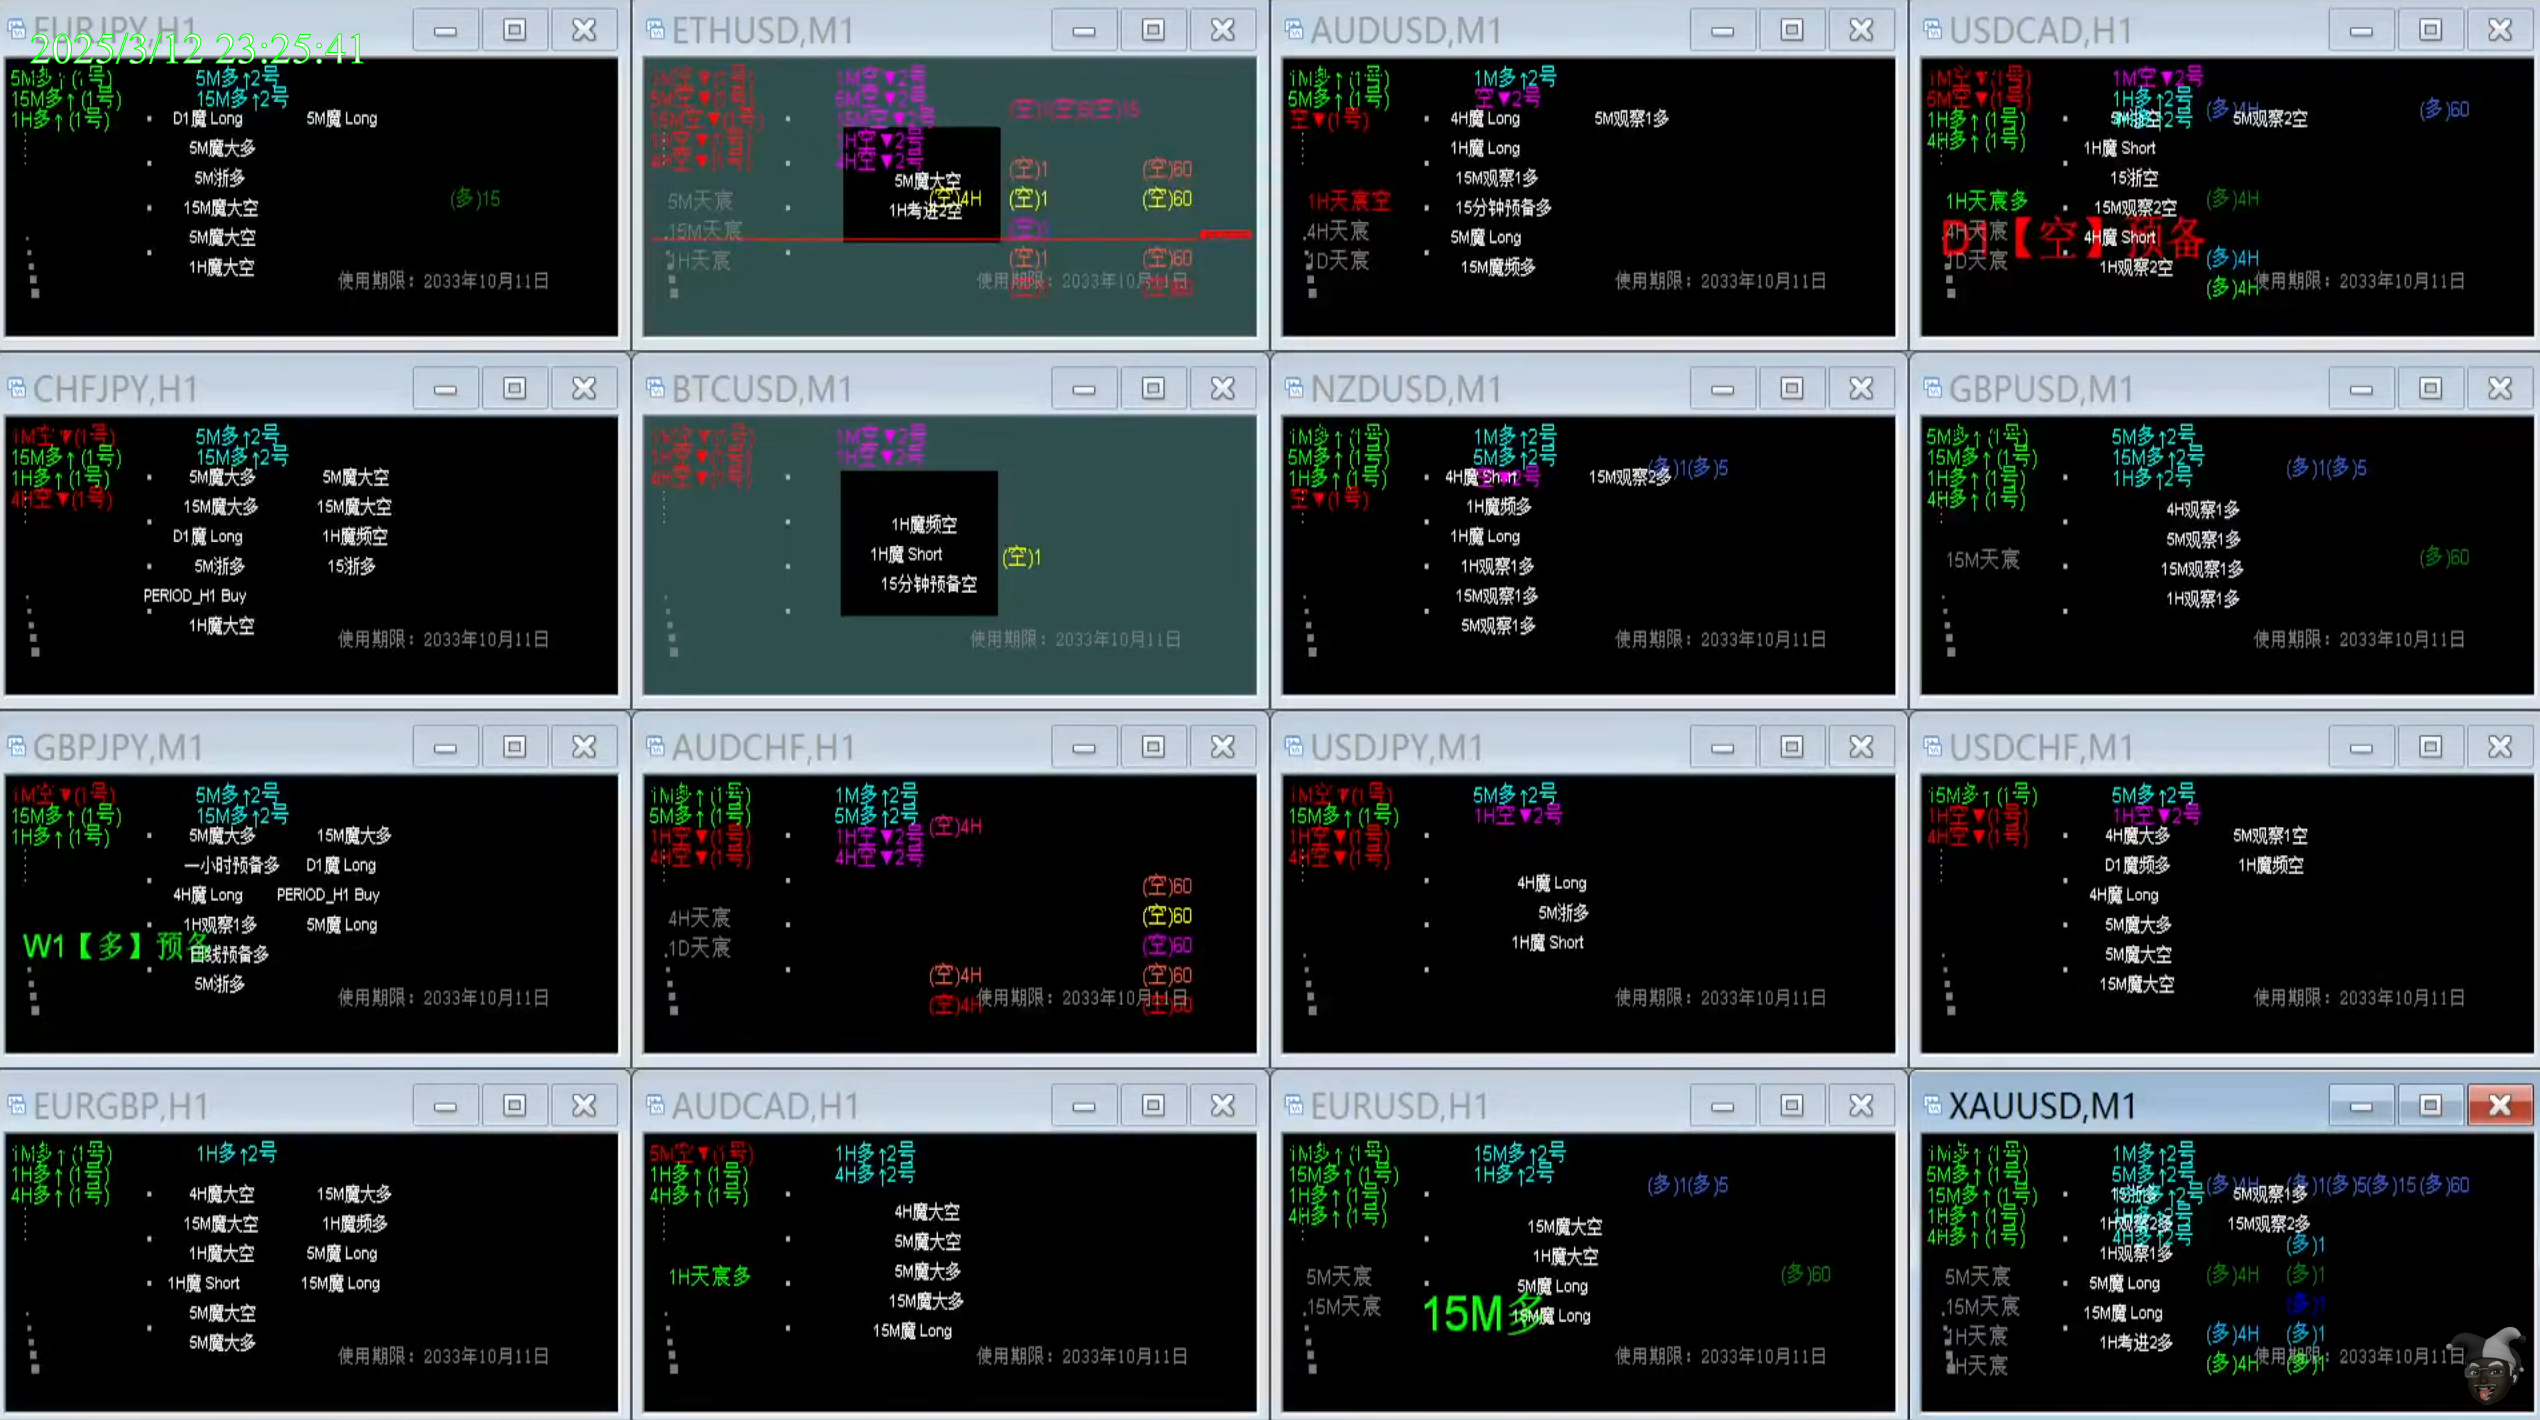 2025/3/12 23:25:41
EURJPY,H1
5M多↑(1号) 5M多↑2号
15M多↑(1号) 15M多↑2号
1H多↑(1号)
D1魔 Long 5M魔 Long
5M魔大多
5M浙多
15M魔大空 (多)15
5M魔大空
1H魔大空
使用期限：2033年10月11日
ETHUSD,M1
1M空▼(1号) 1M空▼2号
5M空▼(1号) 5M空▼2号
15M空▼(1号) 15M空▼2号
1H空▼(1号) 1H空▼2号
4H空▼(1号) 4H空▼2号
(空)1 (空)60
5M魔大空
5M天宸 (空)4H (空)1 (空)60
1H考进2空
15M天宸 (空)1
1H天宸 (空)1 (空)60
使用期限：2033年10月11日
AUDUSD,M1
1M多↑(1号) 1M多↑2号
5M多↑(1号) 空▼2号
空▼(1号)
4H魔 Long 5M观察1多
1H魔 Long
15M观察1多
1H天宸空 15分钟预备多
4H天宸 5M魔 Long
1D天宸 15M魔频多
使用期限：2033年10月11日
USDCAD,H1
1M空▼(1号) 1M空▼2号
5M空▼(1号) 1H多↑2号 (多)4H (多)60
1H多↑(1号) 5M观察2空
4H多↑(1号)
1H魔 Short
15浙空
1H天宸多 15M观察2空 (多)4H
D1【空】预备
4H天宸 4H魔 Short
1D天宸 1H观察2空 (多)4H
(多)4H
使用期限：2033年10月11日
CHFJPY,H1
1M空▼(1号) 5M多↑2号
15M多↑(1号) 15M多↑2号
1H多↑(1号)
4H空▼(1号)
5M魔大多 5M魔大空
15M魔大多 15M魔大空
D1魔 Long 1H魔频空
5M浙多 15浙多
PERIOD_H1 Buy
1H魔大空
使用期限：2033年10月11日
BTCUSD,M1
1M空▼(1号) 1M空▼2号
1H空▼(1号) 1H空▼2号
4H空▼(1号)
1H魔频空
1H魔 Short (空)1
15分钟预备空
使用期限：2033年10月11日
NZDUSD,M1
1M多↑(1号) 1M多↑2号
5M多↑(1号) 5M多↑2号 (多)1(多)5
1H多↑(1号) 空▼2号
空▼(1号)
4H魔 Short 15M观察2多
1H魔频多
1H魔 Long
1H观察1多
15M观察1多
5M观察1多
使用期限：2033年10月11日
GBPUSD,M1
5M多↑(1号) 5M多↑2号
15M多↑(1号) 15M多↑2号 (多)1(多)5
1H多↑(1号) 1H多↑2号
4H多↑(1号)
4H观察1多
5M观察1多
15M天宸 15M观察1多 (多)60
1H观察1多
使用期限：2033年10月11日
GBPJPY,M1
1M空▼(1号) 5M多↑2号
15M多↑(1号) 15M多↑2号
1H多↑(1号)
5M魔大多 15M魔大多
一小时预备多 D1魔 Long
4H魔 Long PERIOD_H1 Buy
1H观察1多 5M魔 Long
W1【多】预备
日线预备多
5M浙多
使用期限：2033年10月11日
AUDCHF,H1
1M多↑(1号) 1M多↑2号
5M多↑(1号) 5M多↑2号
1H空▼(1号) 1H空▼2号 (空)4H
4H空▼(1号) 4H空▼2号
(空)60
4H天宸 (空)60
1D天宸 (空)60
(空)4H (空)60
(空)4H (空)60
使用期限：2033年10月11日
USDJPY,M1
1M空▼(1号) 5M多↑2号
15M多↑(1号) 1H空▼2号
1H空▼(1号)
4H空▼(1号)
4H魔 Long
5M浙多
1H魔 Short
使用期限：2033年10月11日
USDCHF,M1
15M多↑(1号) 5M多↑2号
1H空▼(1号) 1H空▼2号
4H空▼(1号)
4H魔大多 5M观察1空
D1魔频多 1H魔频空
4H魔 Long
5M魔大多
5M魔大空
15M魔大空
使用期限：2033年10月11日
EURGBP,H1
1M多↑(1号) 1H多↑2号
1H多↑(1号)
4H多↑(1号)
4H魔大空 15M魔大多
15M魔大空 1H魔频多
1H魔大空 5M魔 Long
1H魔 Short 15M魔 Long
5M魔大空
5M魔大多
使用期限：2033年10月11日
AUDCAD,H1
5M空▼(1号) 1H多↑2号
1H多↑(1号) 4H多↑2号
4H多↑(1号)
4H魔大空
5M魔大空
1H天宸多 5M魔大多
15M魔大多
15M魔 Long
使用期限：2033年10月11日
EURUSD,H1
1M多↑(1号) 15M多↑2号
15M多↑(1号) 1H多↑2号 (多)1(多)5
1H多↑(1号)
4H多↑(1号)
15M魔大空
1H魔大空
5M天宸 5M魔 Long (多)60
15M天宸 15M多 15M魔 Long
使用期限：2033年10月11日
XAUUSD,M1
1M多↑(1号) 1M多↑2号
5M多↑(1号) 5M多↑2号 (多)4H (多)1(多)5(多)15(多)60
15M多↑(1号) 5M观察1多
1H多↑(1号) 1H观察2多 15M观察2多
4H多↑(1号) 4H多↑2号 (多)1
1H观察1多
5M天宸 5M魔 Long (多)4H (多)1
15M天宸 15M魔 Long (多)1
1H天宸 1H考进2多 (多)4H (多)1
4H天宸 (多)4H (多)1
使用期限：2033年10月11日